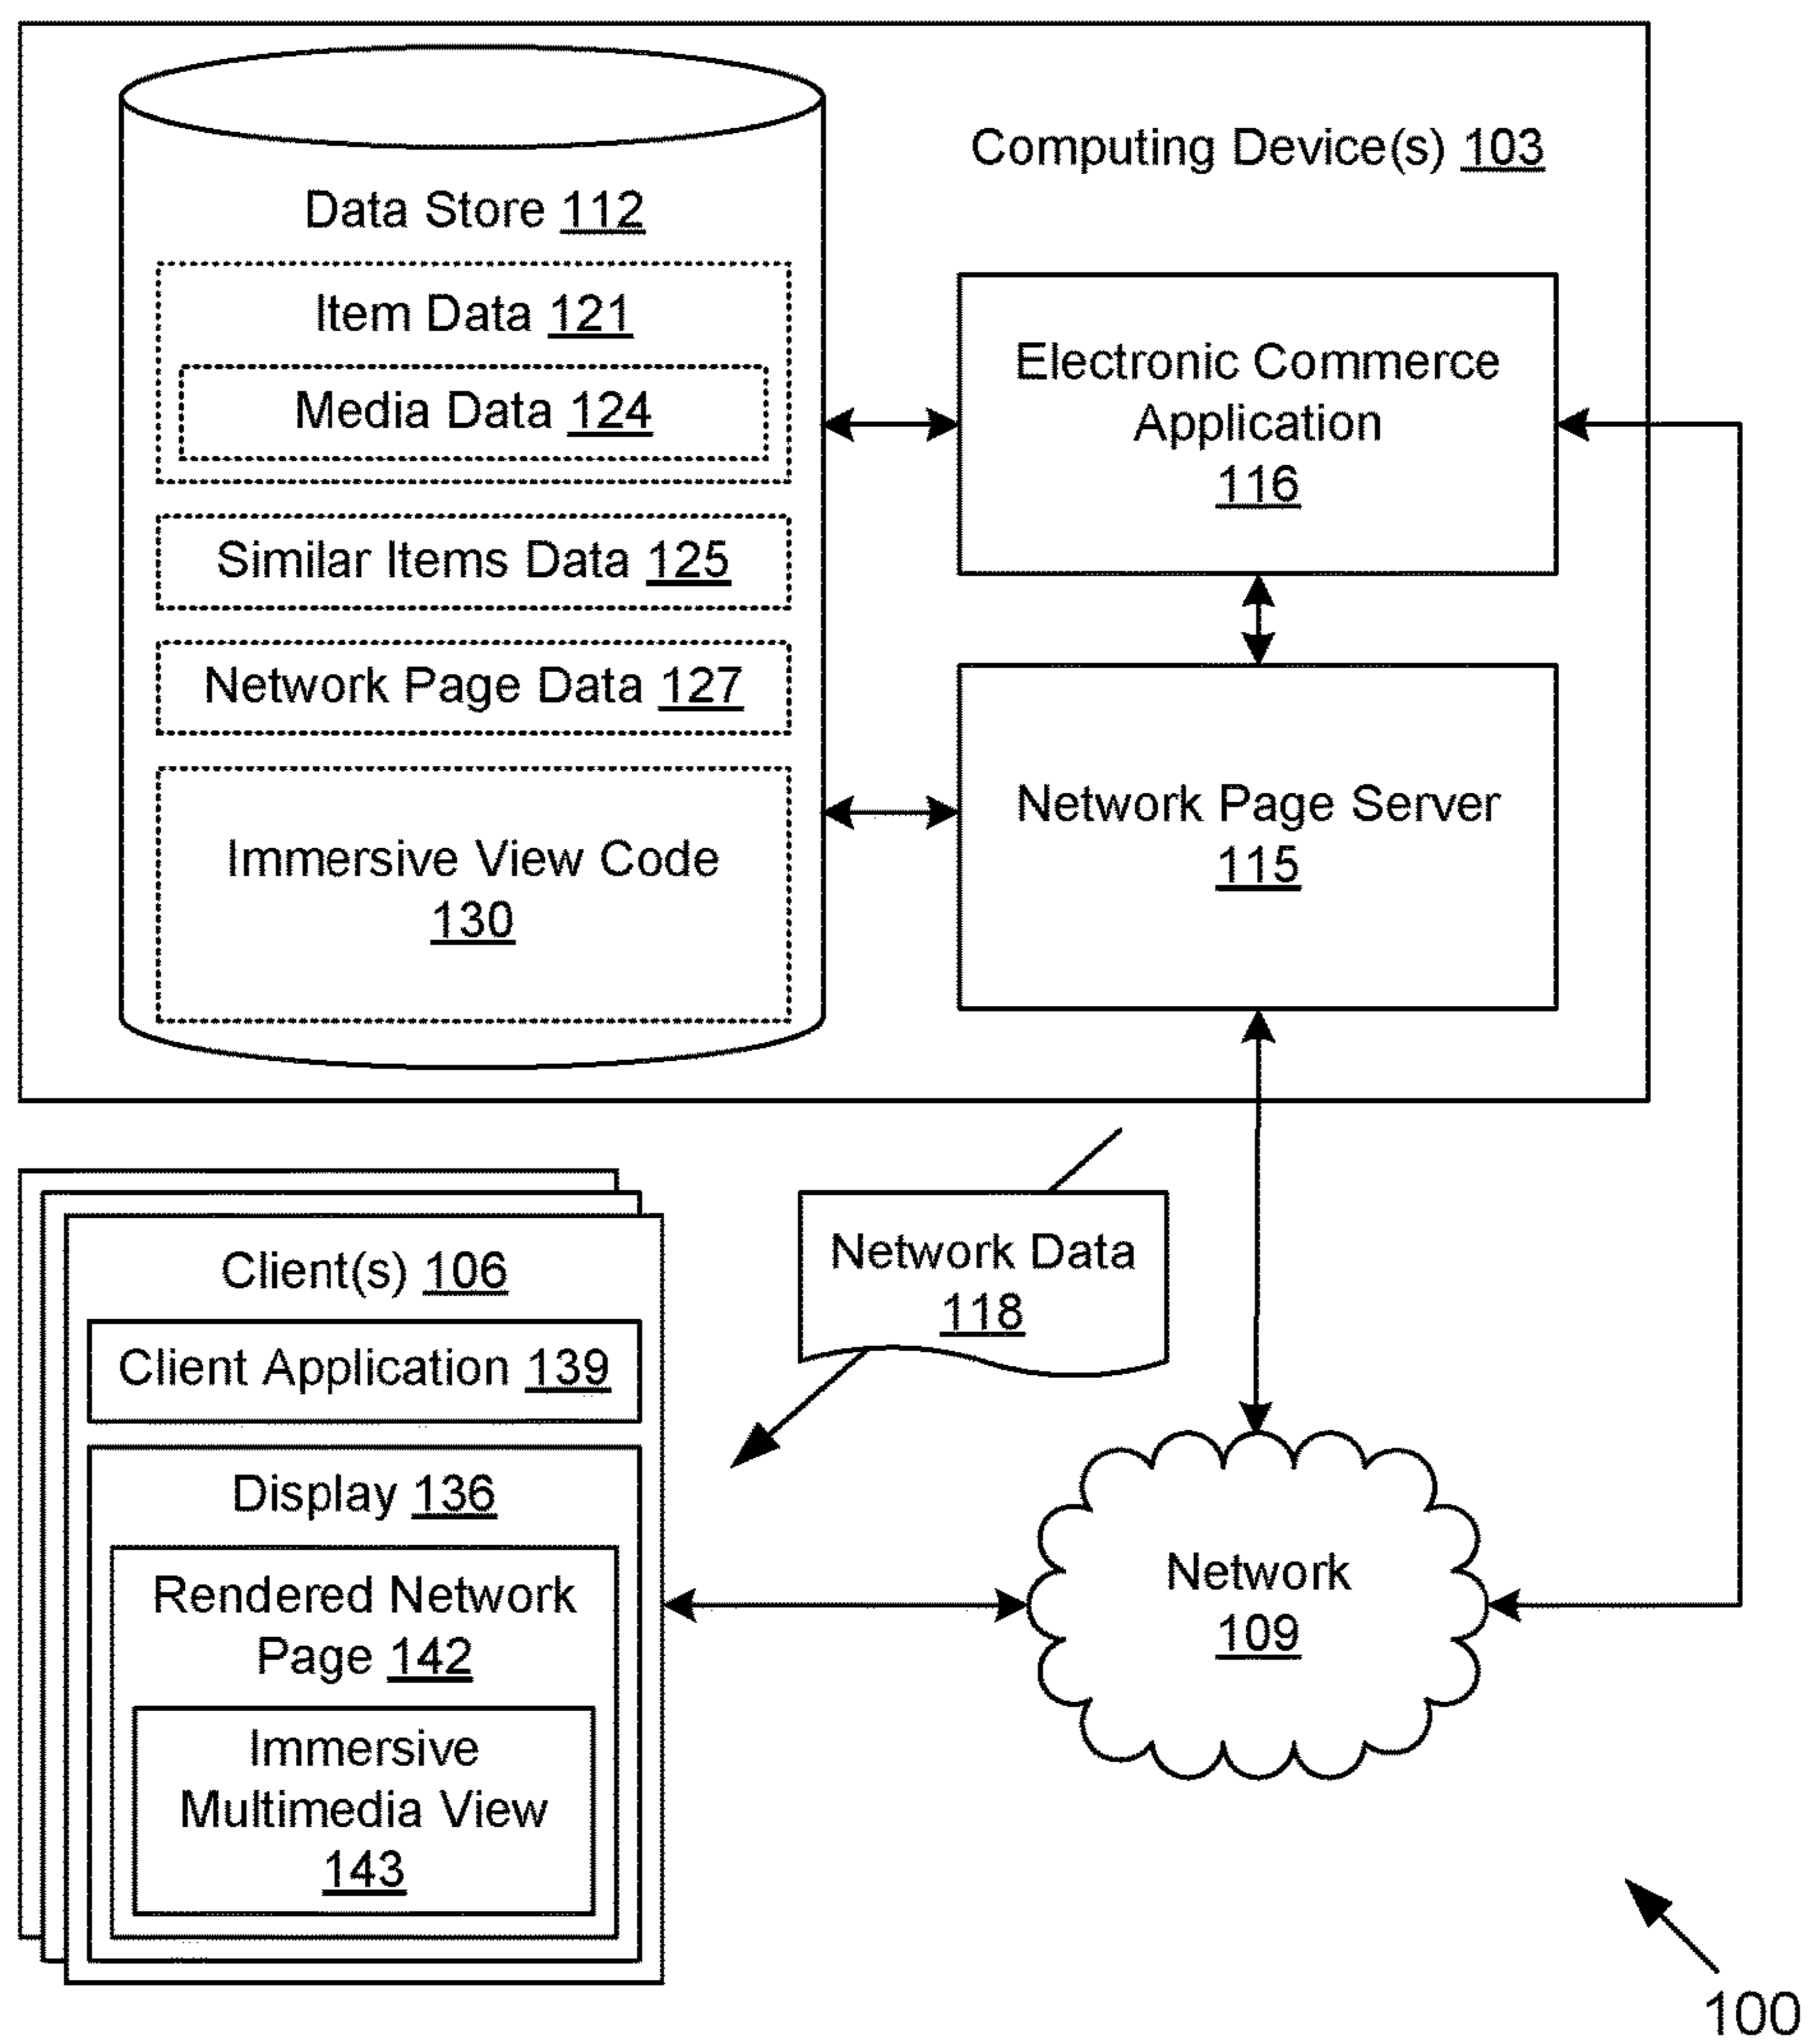 Computing Device(s) 103
Data Store 112
Item Data 121
Media Data 124
Similar Items Data 125
Network Page Data 127
Immersive View Code
130
Electronic Commerce
Application
116
Network Page Server
115
Network Data
118
Client(s) 106
Client Application 139
Display 136
Rendered Network
Page 142
Immersive
Multimedia View
143
Network
109
100